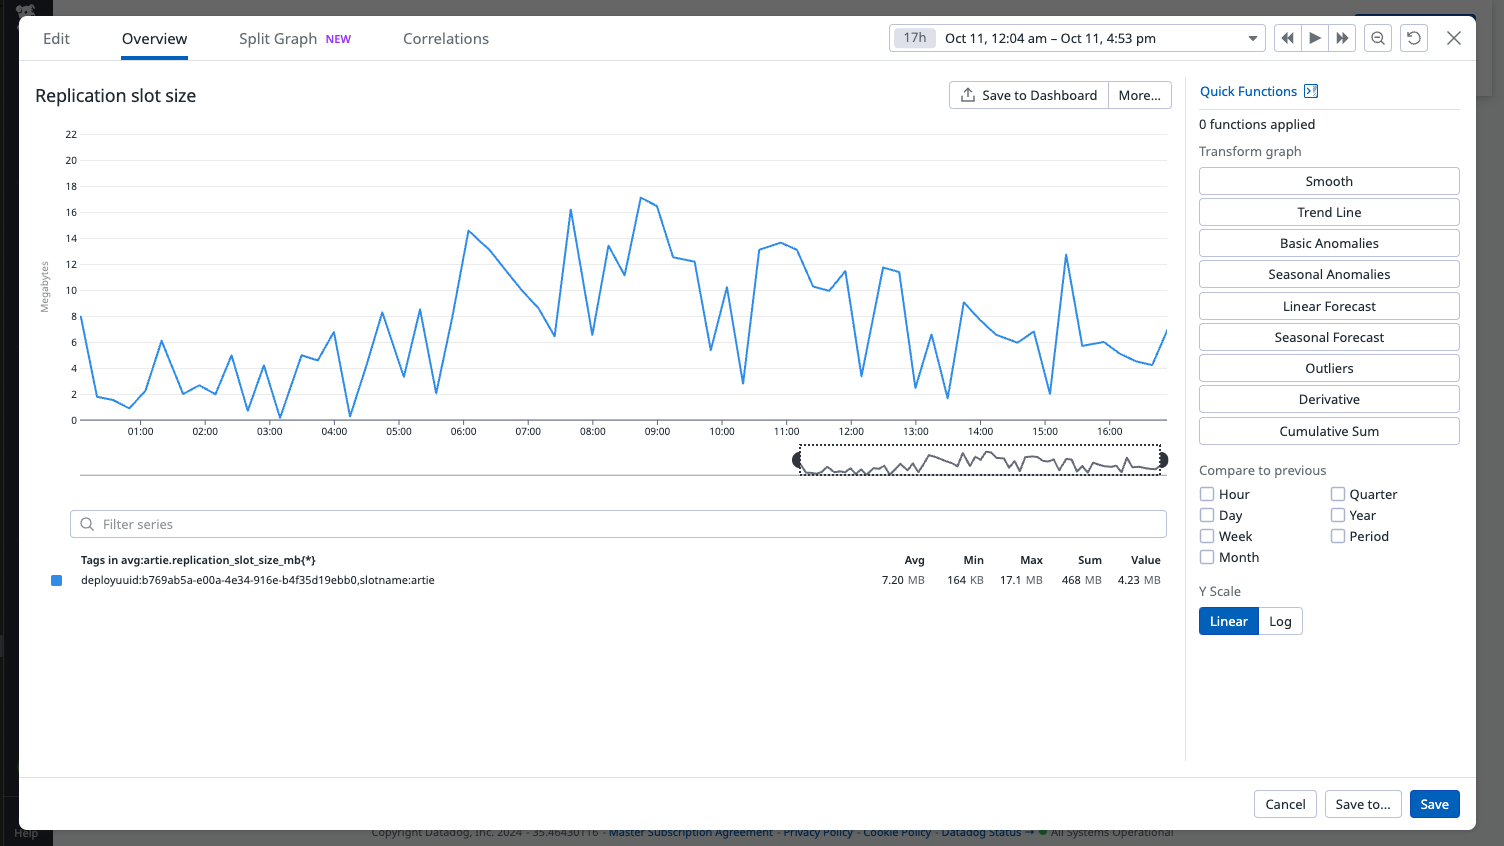 Edit
Overview
Split Graph NEW
Correlations
17h Oct 11, 12:04 am – Oct 11, 4:53 pm
Replication slot size
Save to Dashboard
More...
Quick Functions
0 functions applied
Transform graph
Smooth
Trend Line
Basic Anomalies
Seasonal Anomalies
Linear Forecast
Seasonal Forecast
Outliers
Derivative
Cumulative Sum
Compare to previous
Hour Quarter
Day Year
Week Period
Month
Y Scale
Linear Log
Megabytes
22
20
18
16
14
12
10
8
6
4
2
0
01:00 02:00 03:00 04:00 05:00 06:00 07:00 08:00 09:00 10:00 11:00 12:00 13:00 14:00 15:00 16:00
Filter series
Tags in avg:artie.replication_slot_size_mb{*} Avg Min Max Sum Value
deployuuid:b769ab5a-e00a-4e34-916e-b4f35d19ebb0,slotname:artie 7.20 MB 164 KB 17.1 MB 468 MB 4.23 MB
Cancel Save to... Save
Help
Copyright Datadog, Inc. 2024 - 35.46430116 - Master Subscription Agreement - Privacy Policy - Cookie Policy - Datadog Status → All Systems Operational